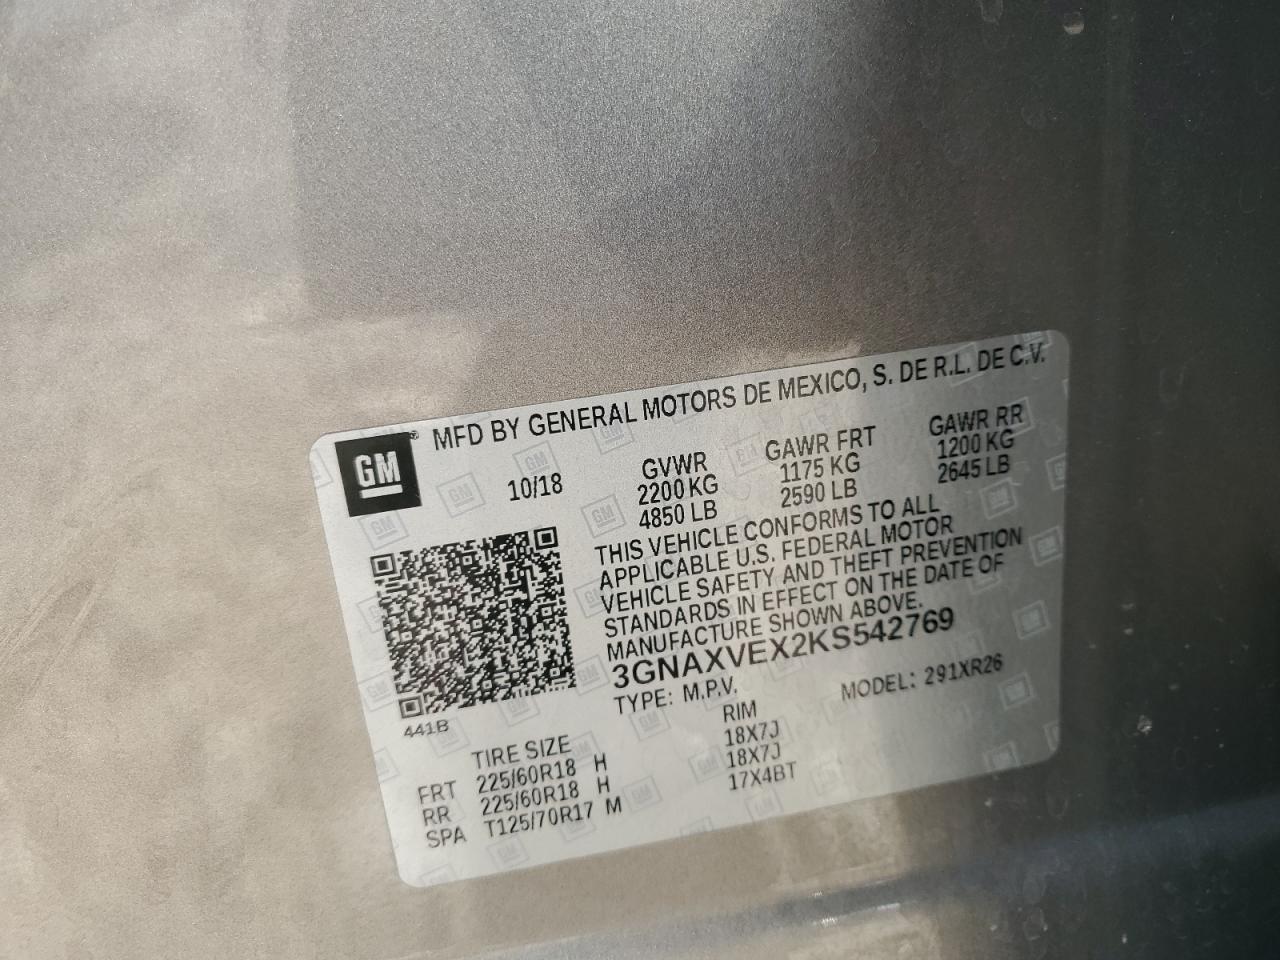 GM® MFD BY GENERAL MOTORS DE MEXICO, S. DE R.L. DE C.V.
10/18 GVWR GAWR FRT GAWR RR
2200 KG 1175 KG 1200 KG
4850 LB 2590 LB 2645 LB
THIS VEHICLE CONFORMS TO ALL
APPLICABLE U.S. FEDERAL MOTOR
VEHICLE SAFETY AND THEFT PREVENTION
STANDARDS IN EFFECT ON THE DATE OF
MANUFACTURE SHOWN ABOVE.
3GNAXVEX2KS542769
TYPE: M.P.V. MODEL: 291XR26
441B
TIRE SIZE RIM
FRT 225/60R18 H 18X7J
RR 225/60R18 H 18X7J
SPA T125/70R17 M 17X4BT